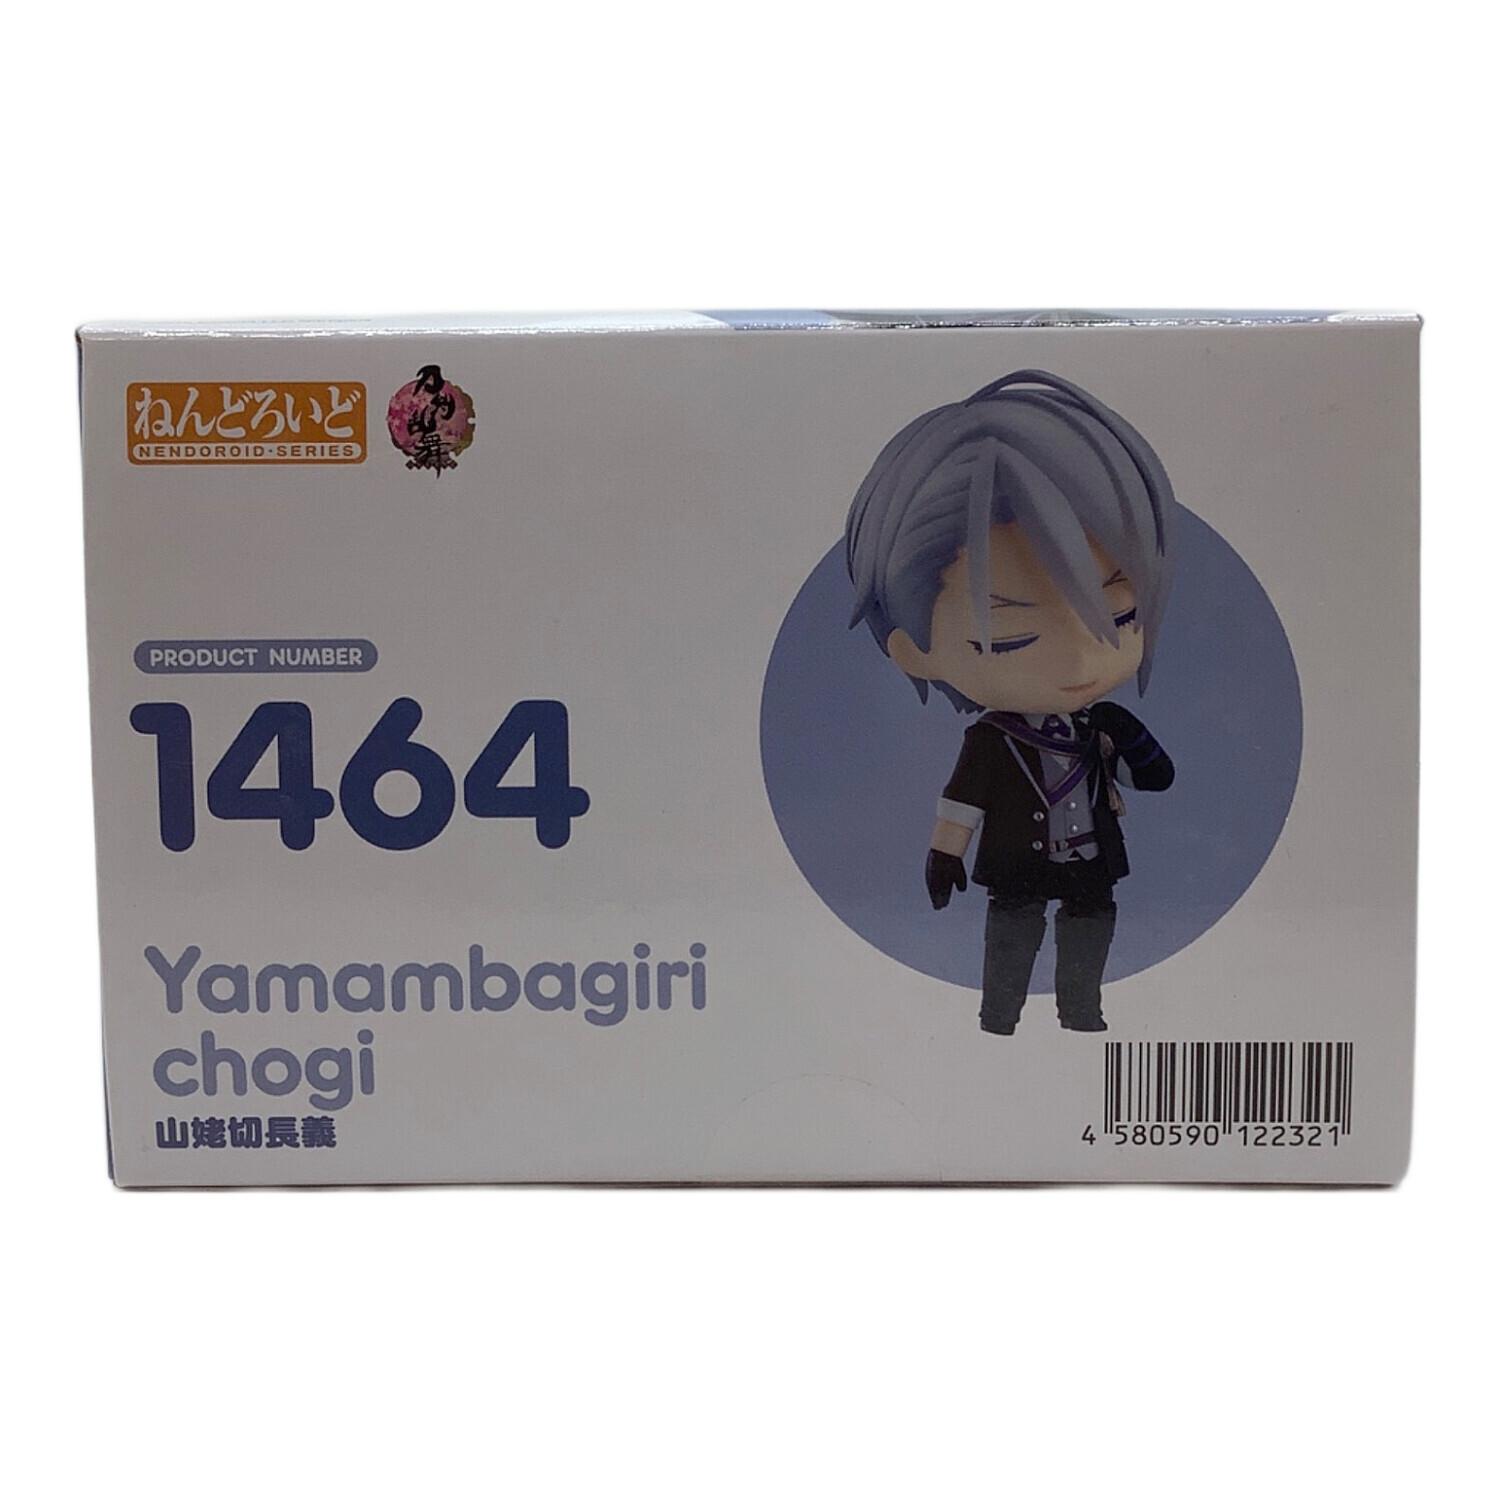 ねんどろいど
NENDOROID·SERIES
刀剣乱舞
PRODUCT NUMBER
1464
Yamambagiri
chogi
山姥切長義
4 580590 122321